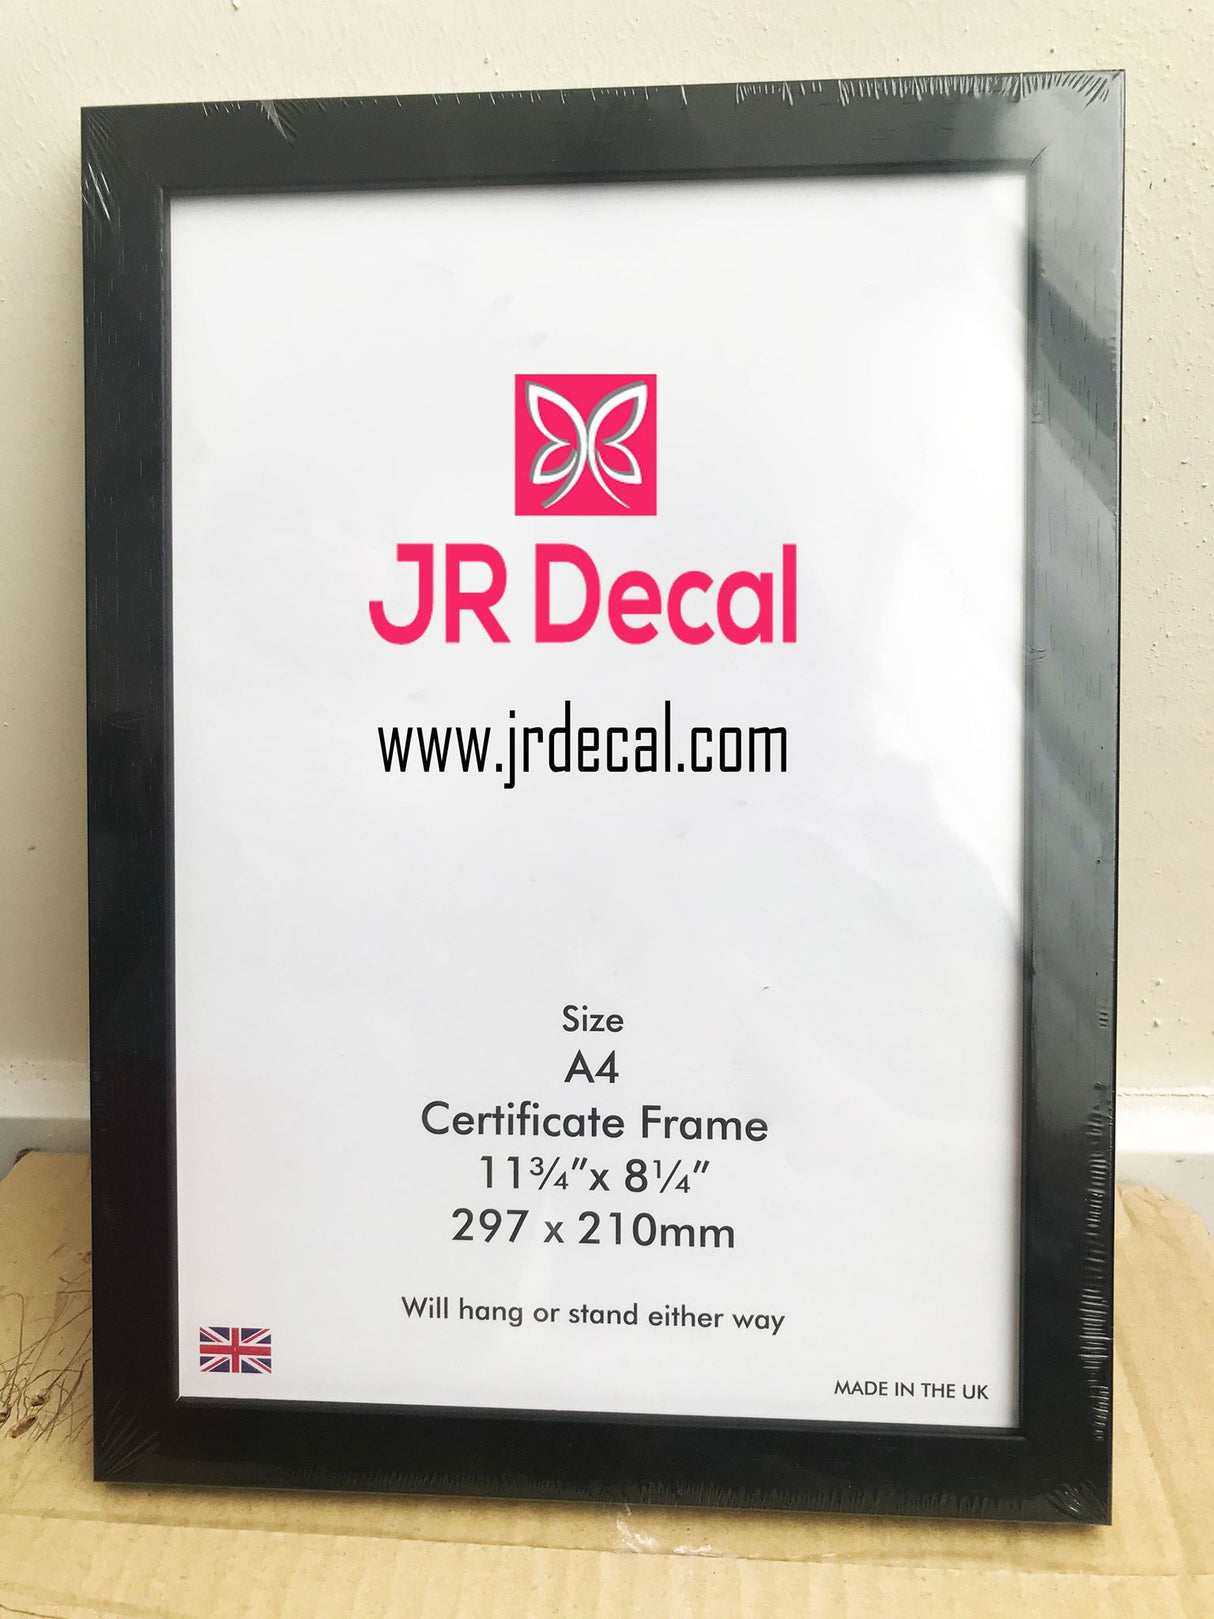 JR Decal
www.jrdecal.com
Size
A4
Certificate Frame
11¾"x 8¼"
297 x 210mm
Will hang or stand either way
MADE IN THE UK